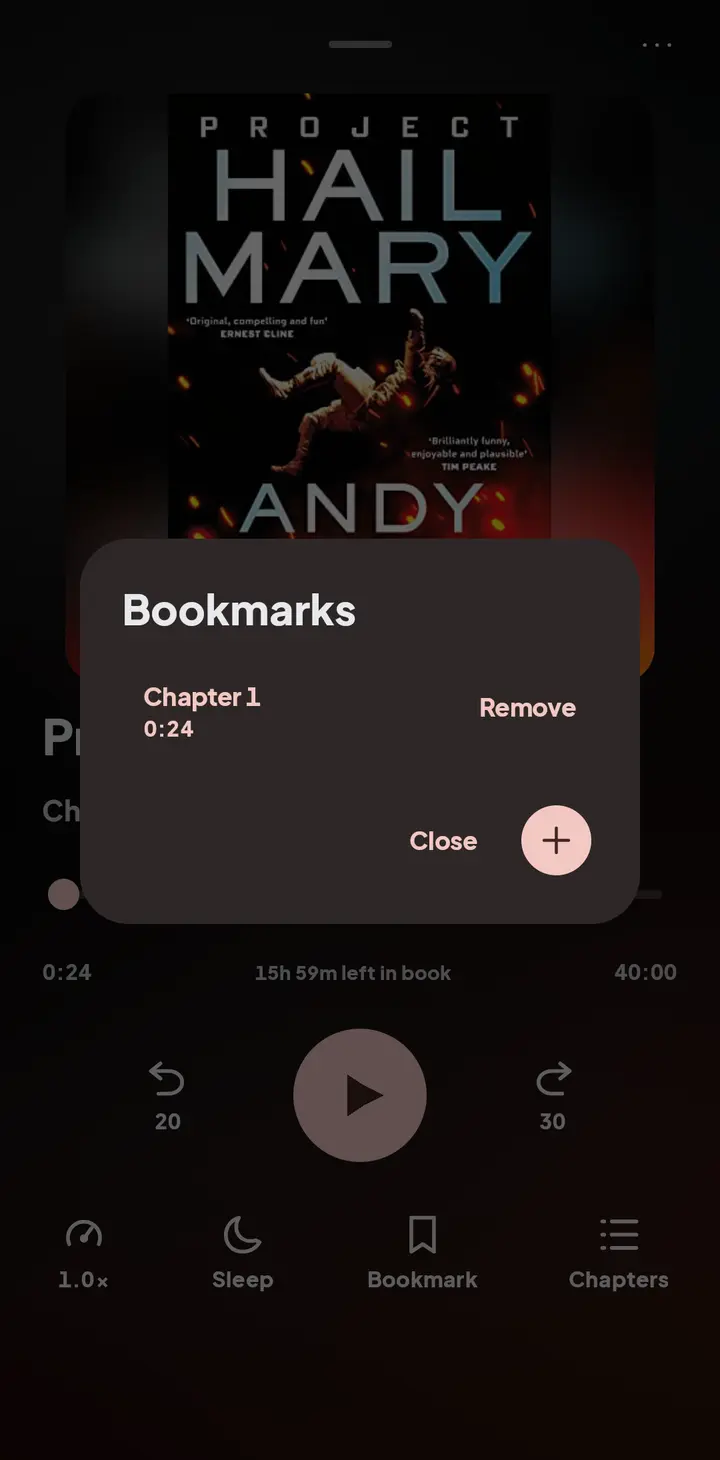 PROJECT
HAIL
MARY
'Original, compelling and fun'
ERNEST CLINE
'Brilliantly funny,
enjoyable and plausible'
TIM PEAKE
ANDY
Bookmarks
Chapter 1
Remove
0:24
Pr
Ch
Close
0:24
15h 59m left in book
40:00
20
30
1.0×
Sleep
Bookmark
Chapters